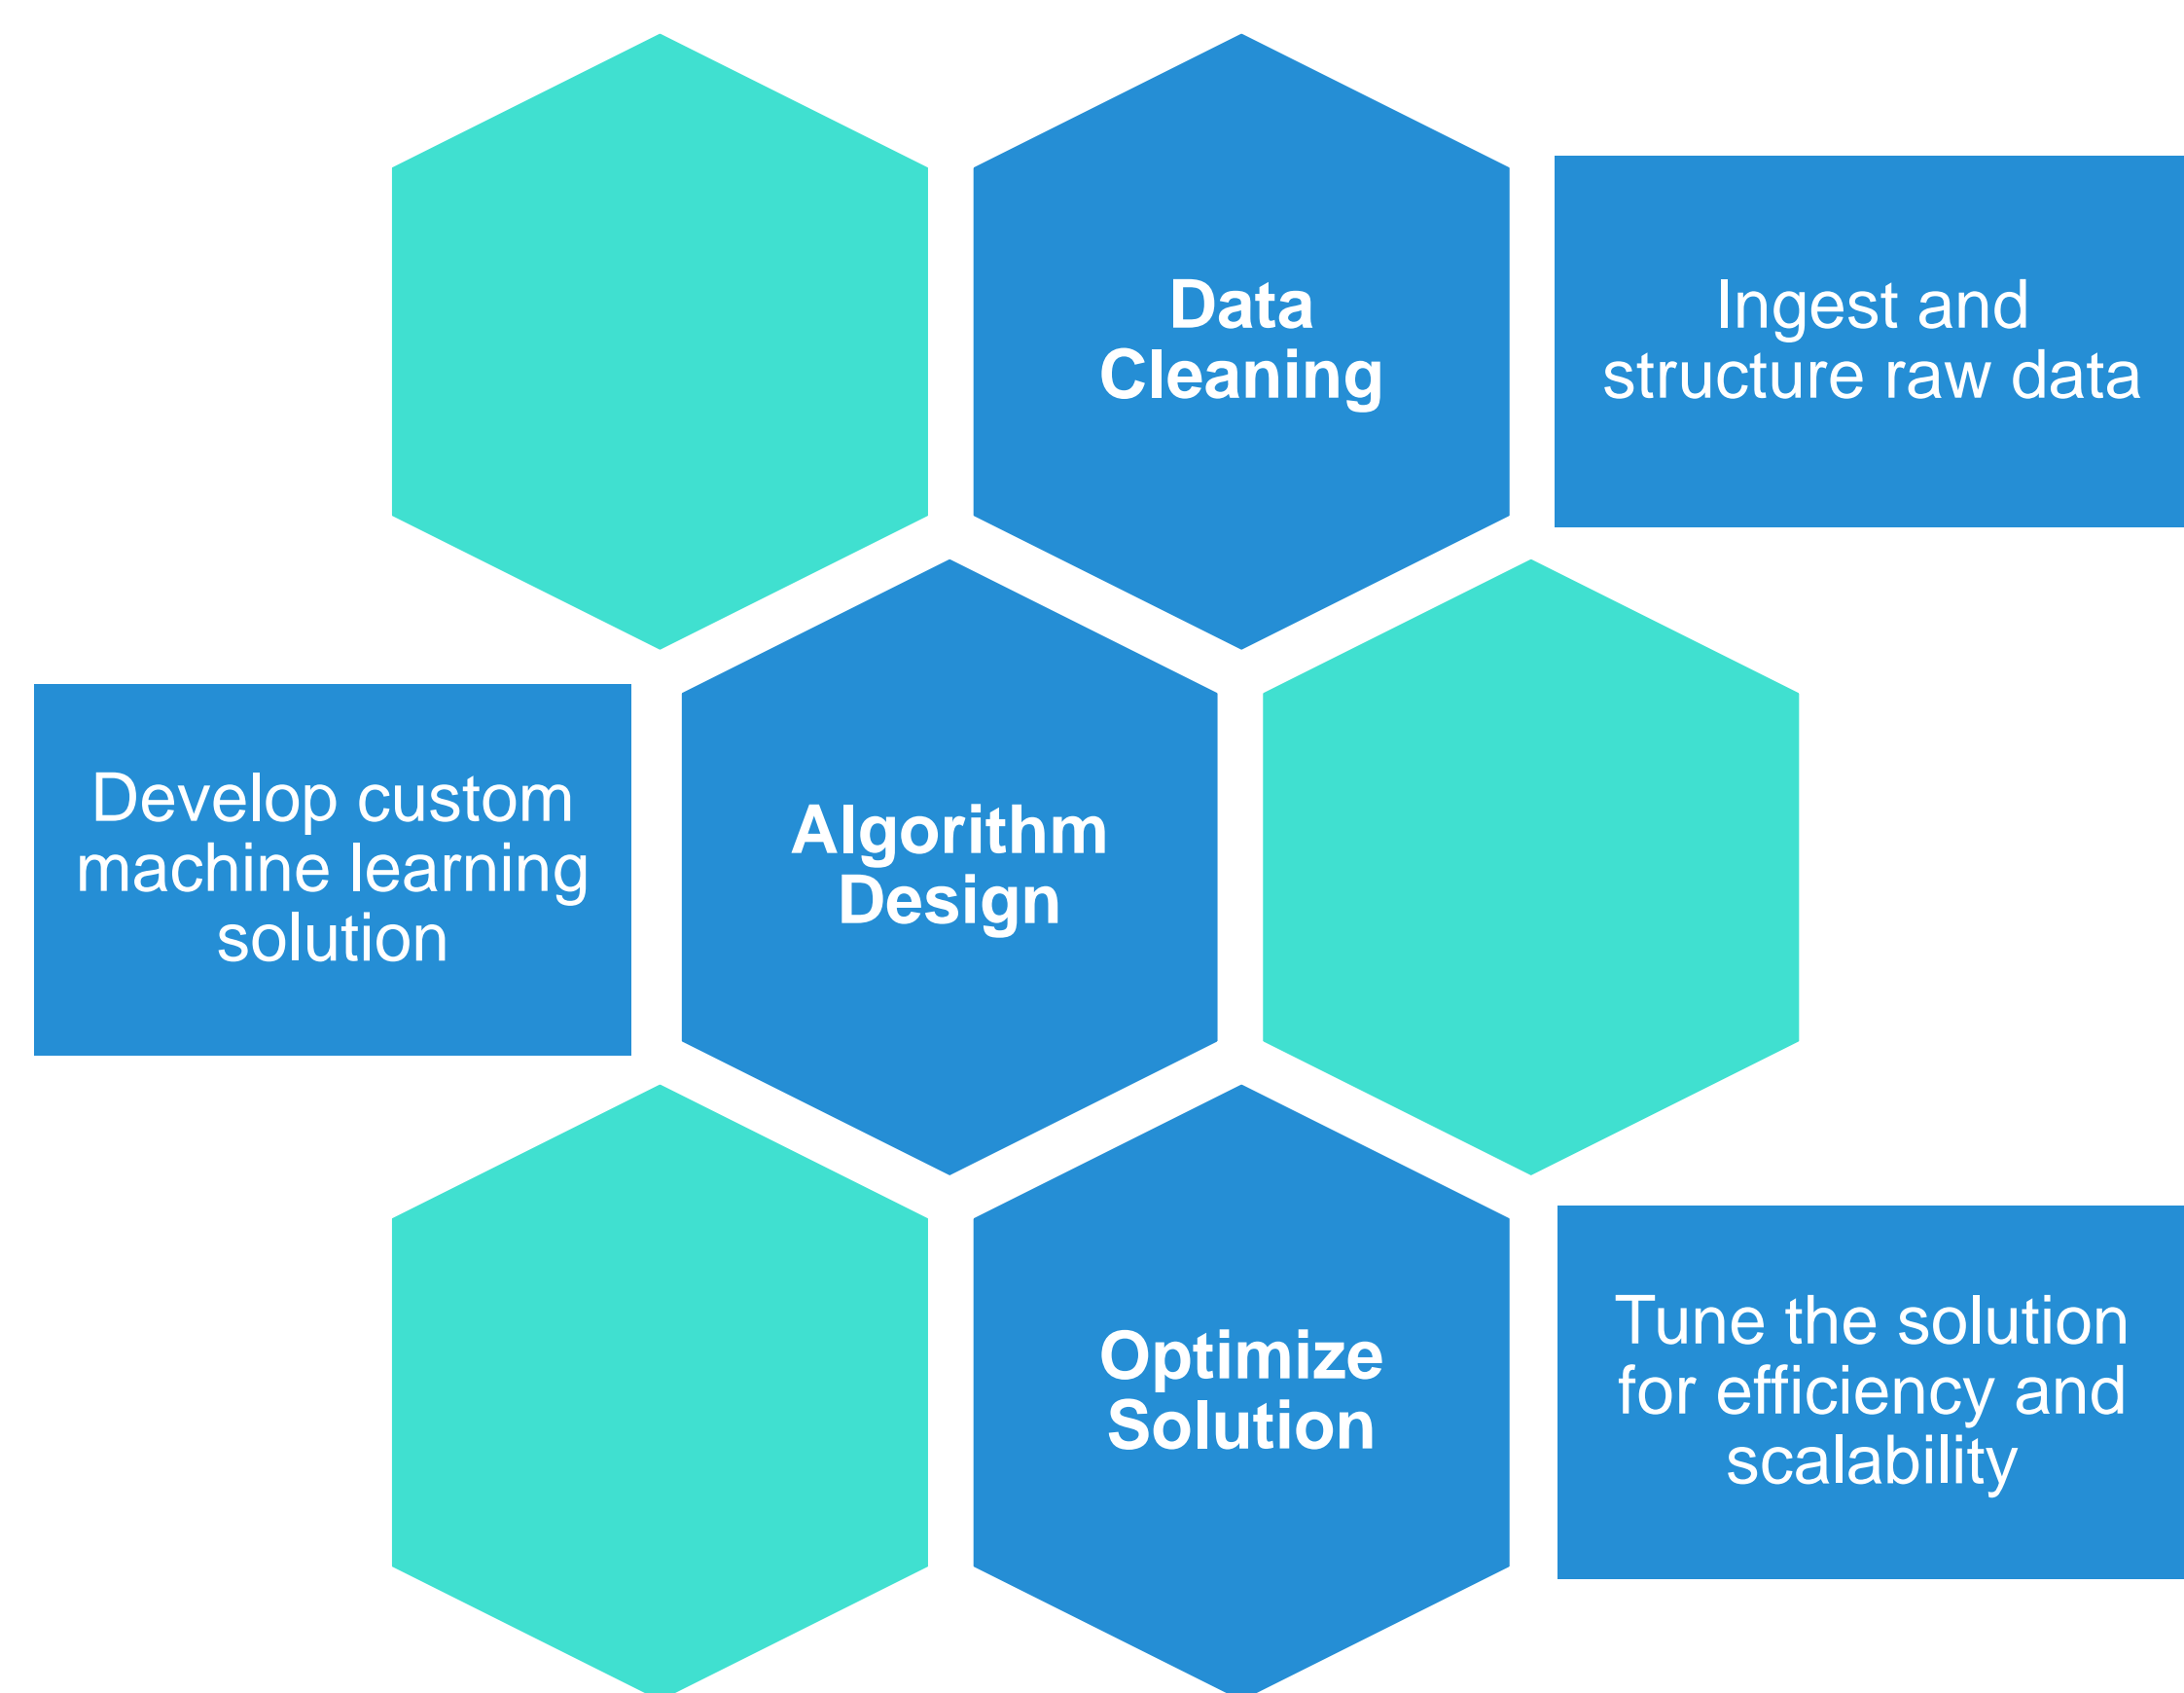 Data
Cleaning
Ingest and
structure raw data
Develop custom
machine learning
solution
Algorithm
Design
Optimize
Solution
Tune the solution
for efficiency and
scalability